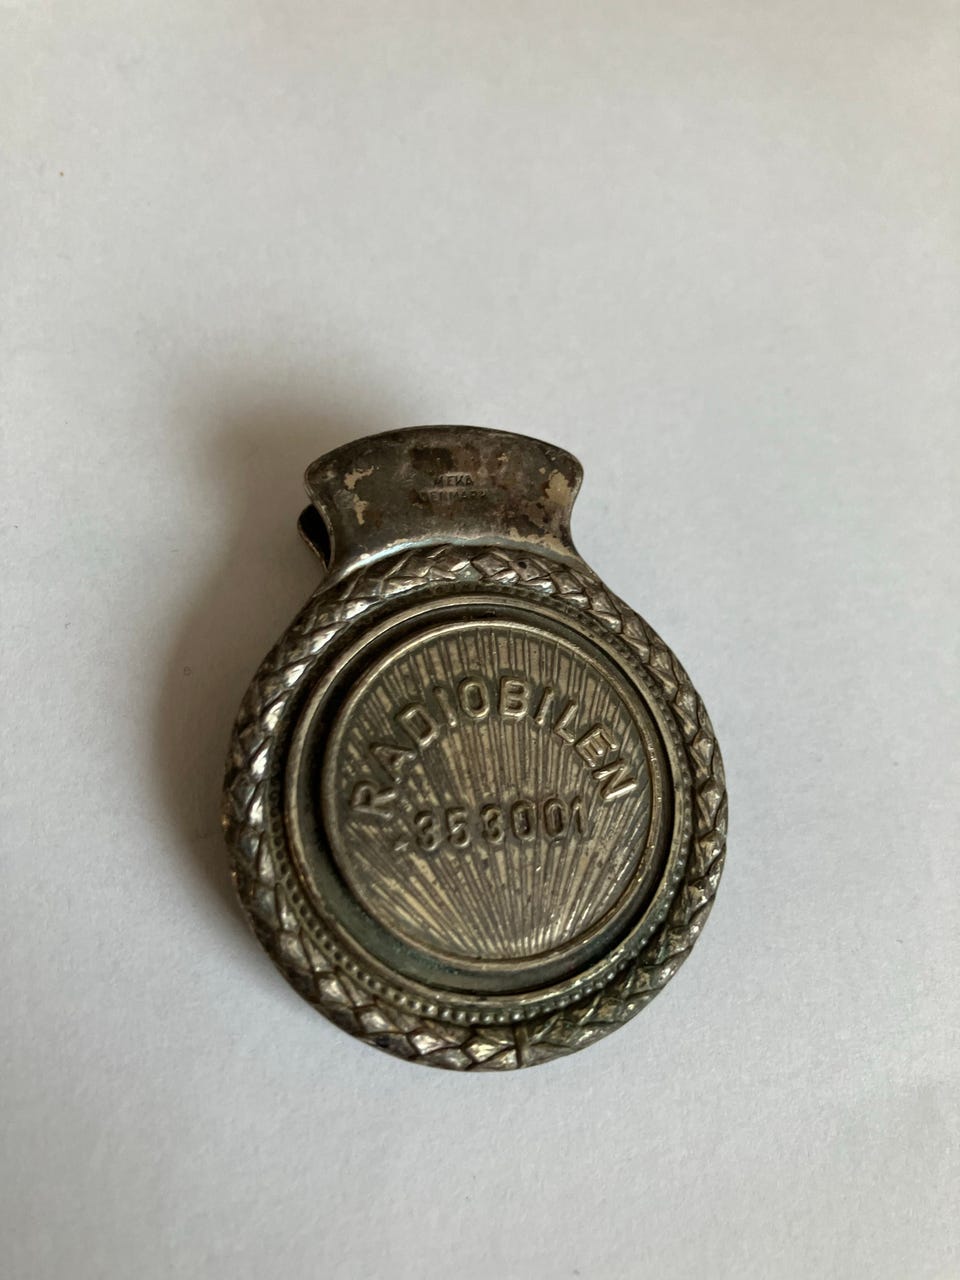 MEKA
DENMARK
RADIOBILEN
353001